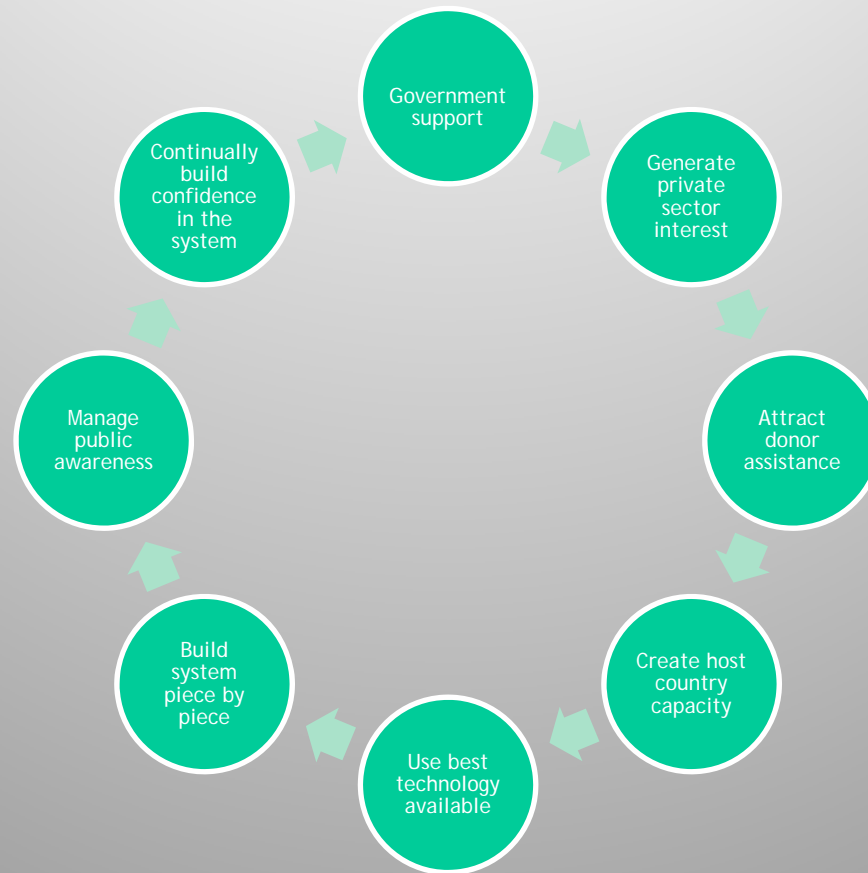 Government
support
Generate
private
sector
interest
Attract
donor
assistance
Create host
country
capacity
Use best
technology
available
Build
system
piece by
piece
Manage
public
awareness
Continually
build
confidence
in the
system